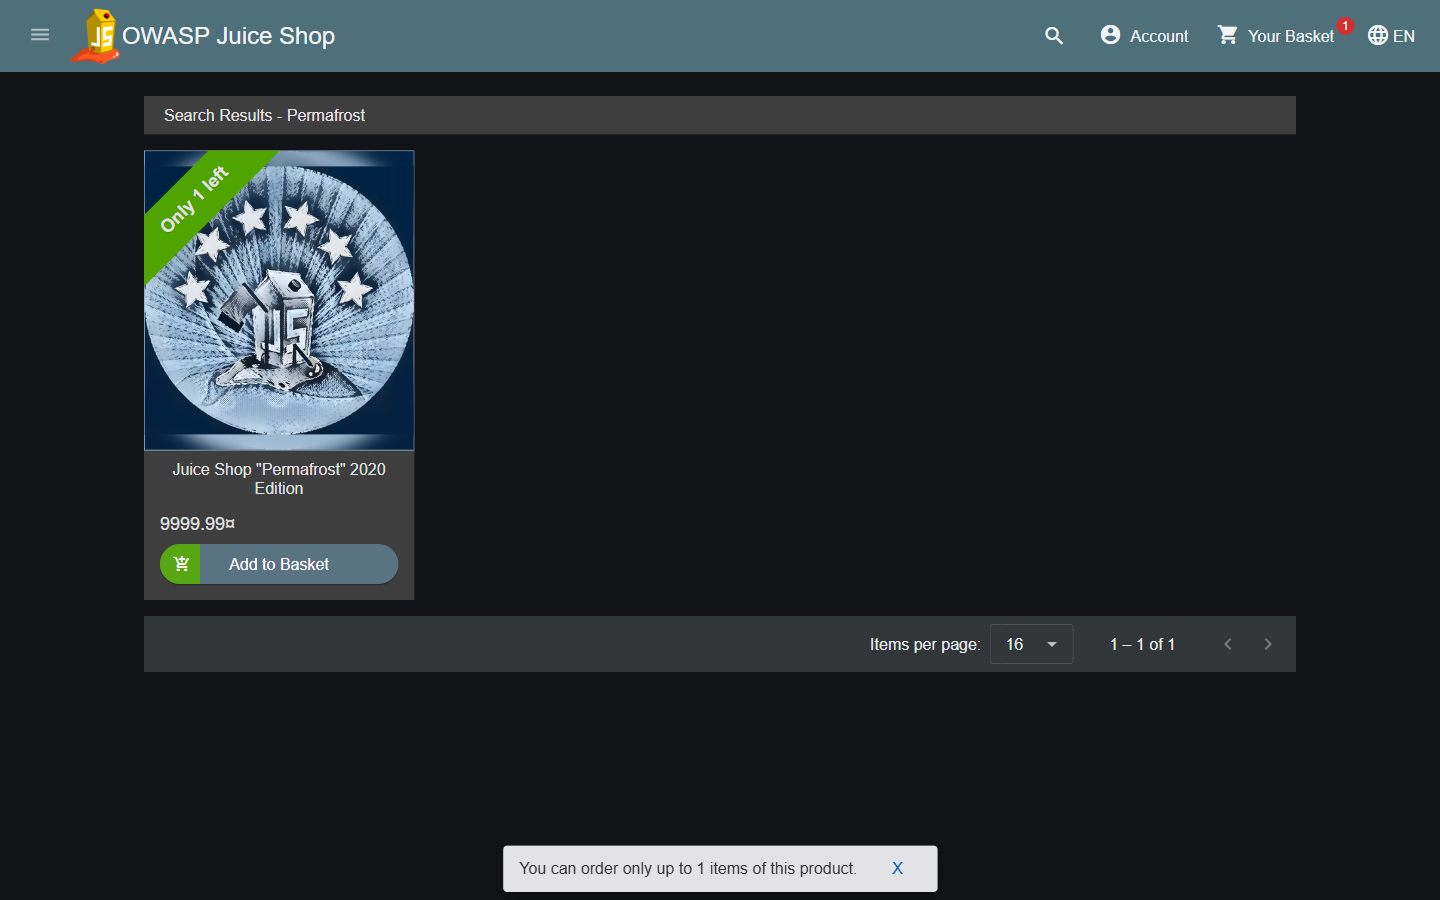 OWASP Juice Shop
Account
Your Basket
1
EN
Search Results - Permafrost
Only 1 left
JS
Juice Shop "Permafrost" 2020
Edition
9999.99¤
Add to Basket
Items per page:
16
1 – 1 of 1
You can order only up to 1 items of this product.
X